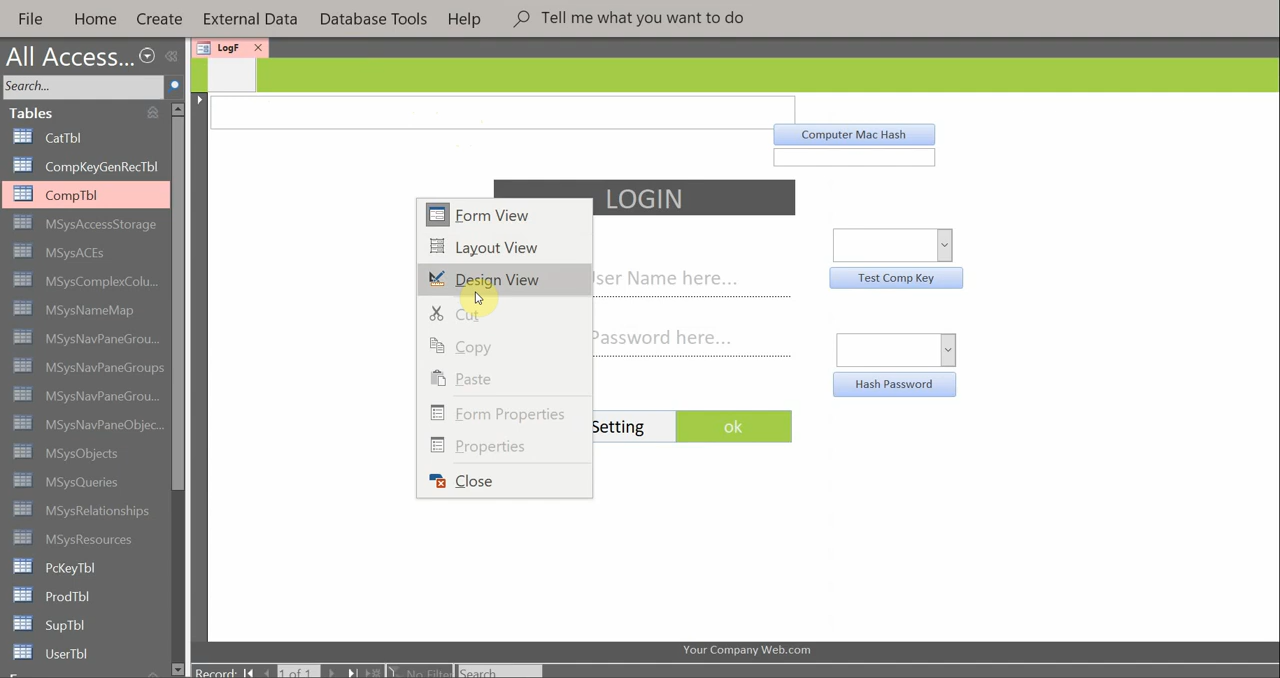 File Home Create External Data Database Tools Help Tell me what you want to do
All Access...
Search...
Tables
CatTbl
CompKeyGenRecTbl
CompTbl
MSysAccessStorage
MSysACEs
MSysComplexColu...
MSysNameMap
MSysNavPaneGrou...
MSysNavPaneGroups
MSysNavPaneGrou...
MSysNavPaneObjec...
MSysObjects
MSysQueries
MSysRelationships
MSysResources
PcKeyTbl
ProdTbl
SupTbl
UserTbl
LogF
Computer Mac Hash
LOGIN
User Name here...
Password here...
Setting ok
Test Comp Key
Hash Password
Form View
Layout View
Design View
Cut
Copy
Paste
Form Properties
Properties
Close
Your Company Web.com
Record: 1 of 1 No Filter Search